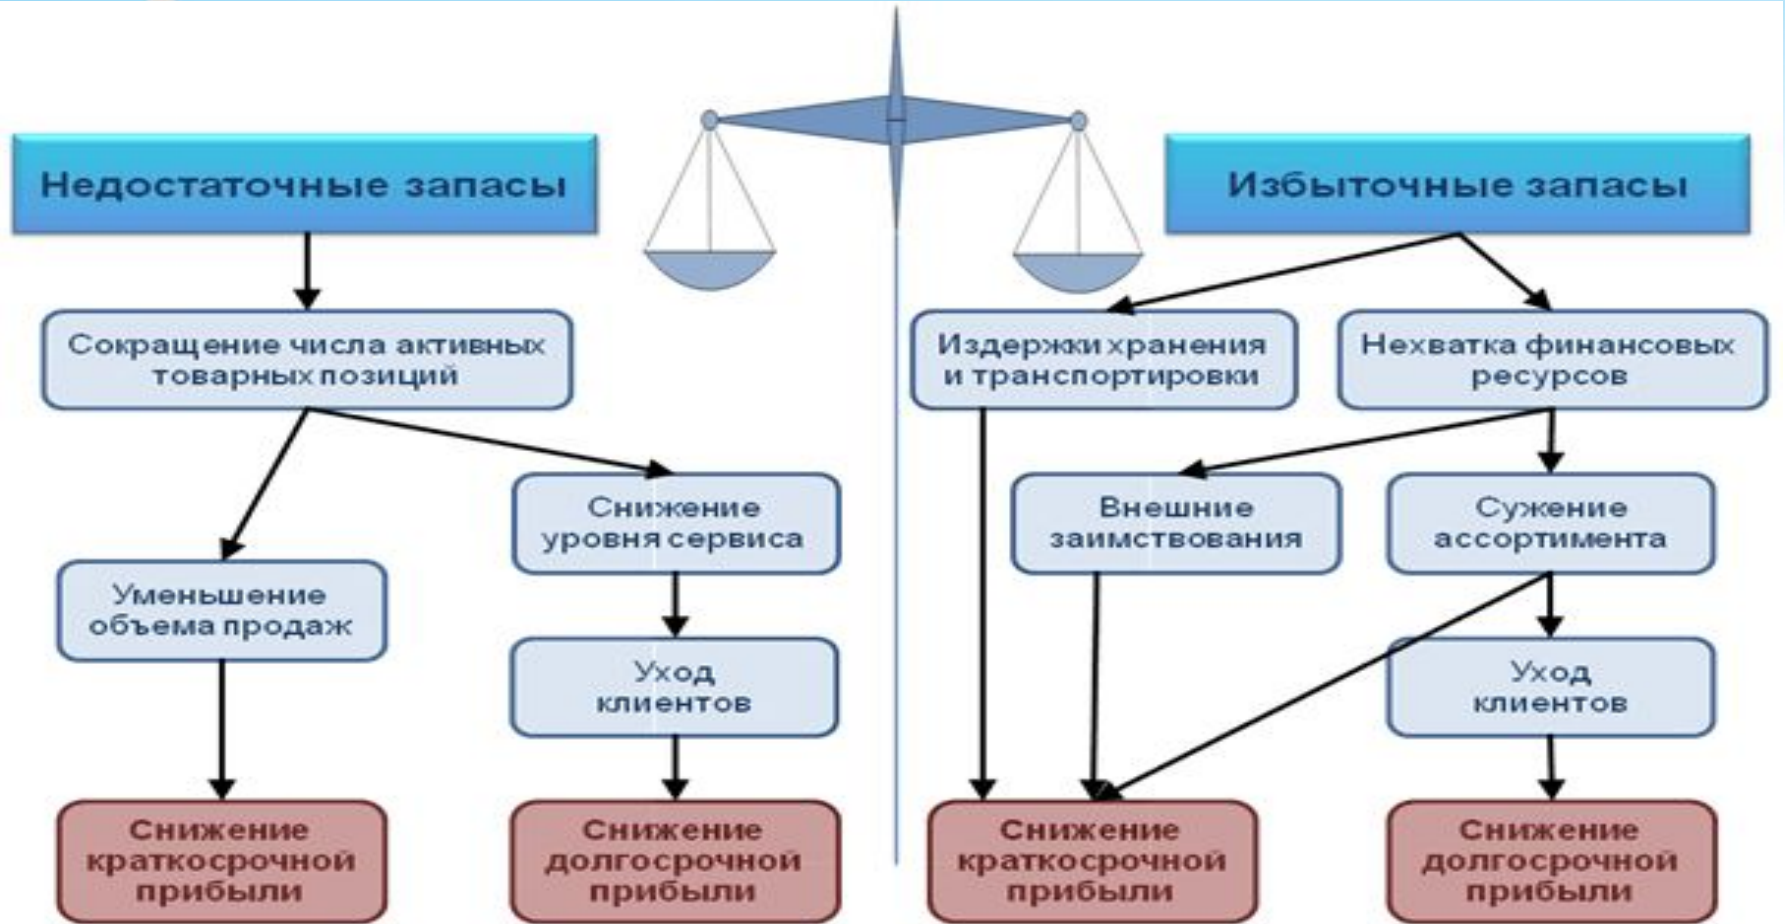 Недостаточные запасы
Избыточные запасы
Сокращение числа активных
товарных позиций
Издержки хранения
и транспортировки
Нехватка финансовых
ресурсов
Снижение
уровня сервиса
Внешние
заимствования
Сужение
ассортимента
Уменьшение
объема продаж
Уход
клиентов
Уход
клиентов
Снижение
краткосрочной
прибыли
Снижение
долгосрочной
прибыли
Снижение
краткосрочной
прибыли
Снижение
долгосрочной
прибыли